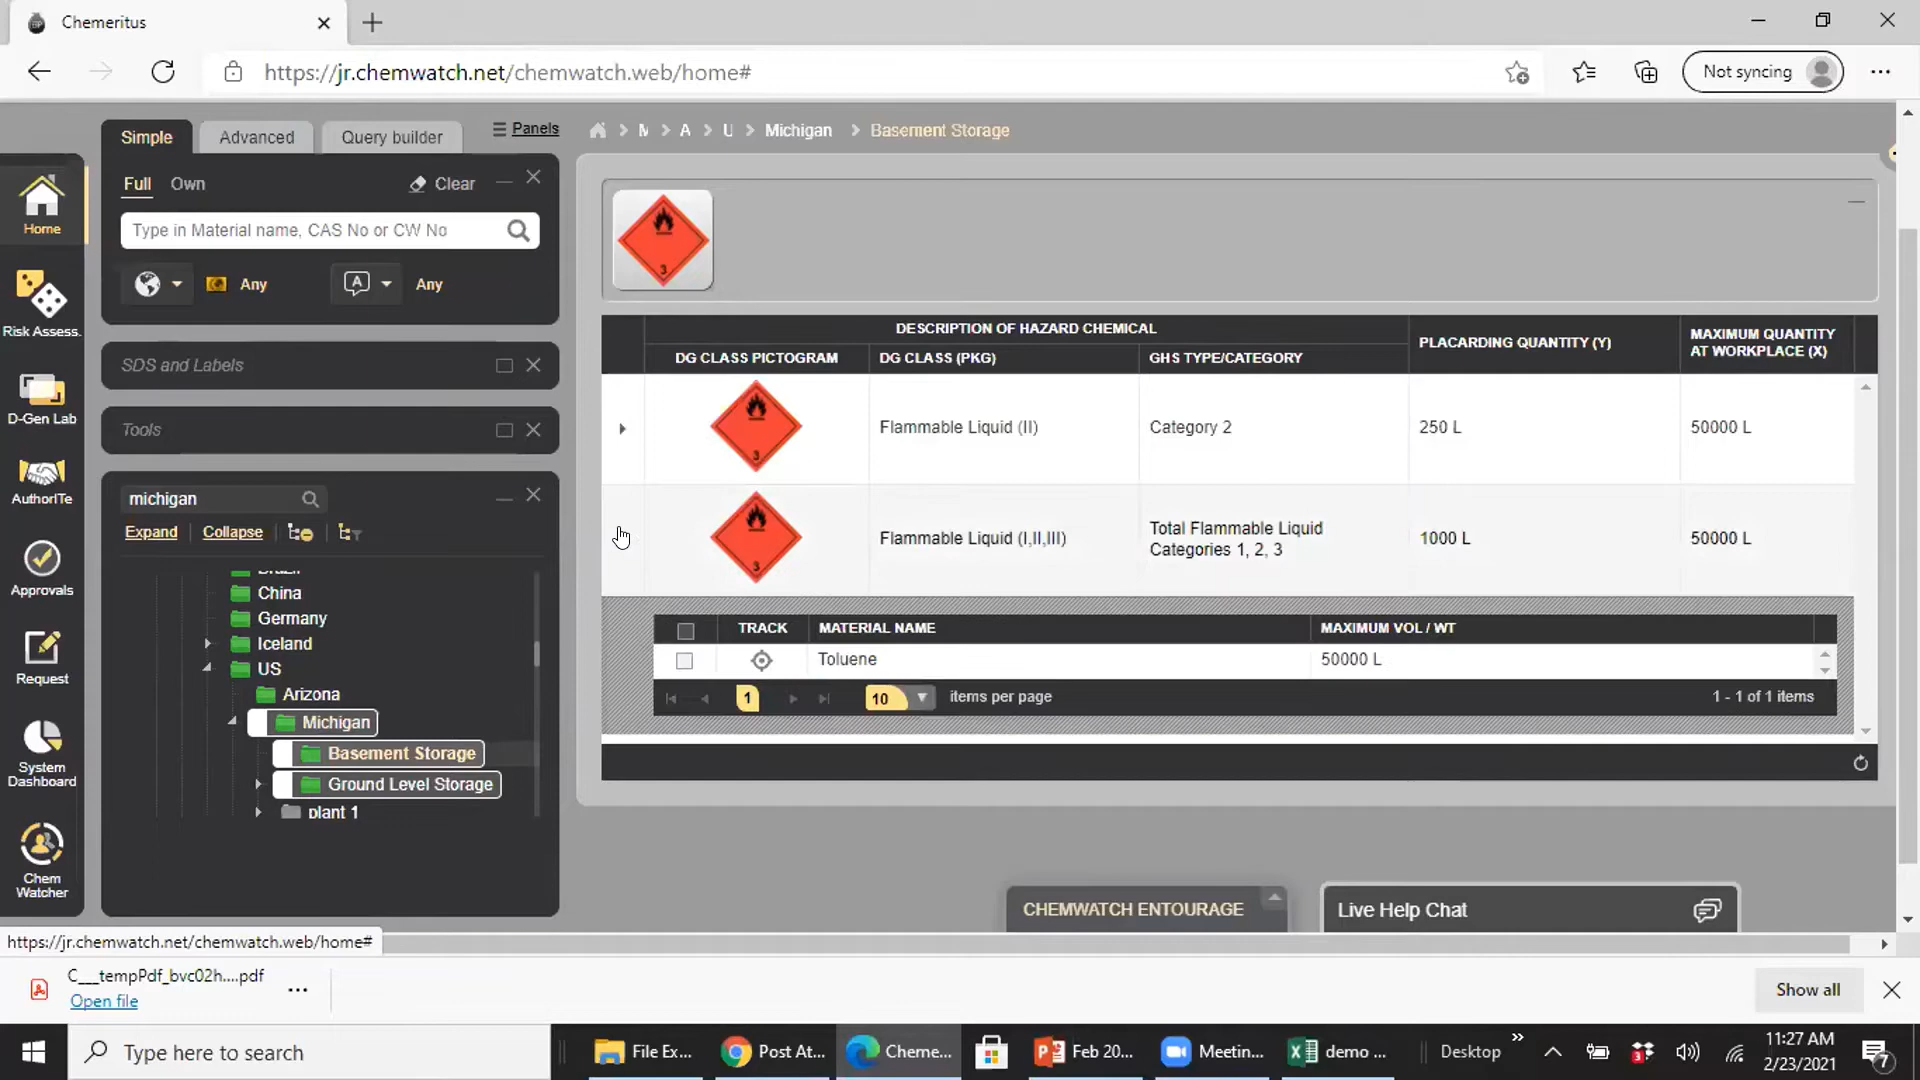 Chemeritus
https://jr.chemwatch.net/chemwatch.web/home#
Not syncing
Simple
Advanced
Query builder
Panels
M
A
U
Michigan
Basement Storage
Full
Own
Clear
Type in Material name, CAS No or CW No
Any
A
Any
SDS and Labels
Tools
michigan
Expand
Collapse
China
Germany
Iceland
US
Arizona
Michigan
Basement Storage
Ground Level Storage
plant 1
Home
Risk Assess.
D-Gen Lab
AuthorITe
Approvals
Request
System
Dashboard
Chem
Watcher
3
DESCRIPTION OF HAZARD CHEMICAL
DG CLASS PICTOGRAM
DG CLASS (PKG)
GHS TYPE/CATEGORY
PLACARDING QUANTITY (Y)
MAXIMUM QUANTITY
AT WORKPLACE (X)
3
Flammable Liquid (II)
Category 2
250 L
50000 L
3
Flammable Liquid (I,II,III)
Total Flammable Liquid
Categories 1, 2, 3
1000 L
50000 L
TRACK
MATERIAL NAME
MAXIMUM VOL / WT
Toluene
50000 L
1
10
items per page
1 - 1 of 1 items
CHEMWATCH ENTOURAGE
Live Help Chat
https://jr.chemwatch.net/chemwatch.web/home#
C___tempPdf_bvc02h....pdf
Open file
Show all
Type here to search
File Ex...
Post At...
Cheme...
Feb 20...
Meetin...
demo ...
Desktop
11:27 AM
2/23/2021
7